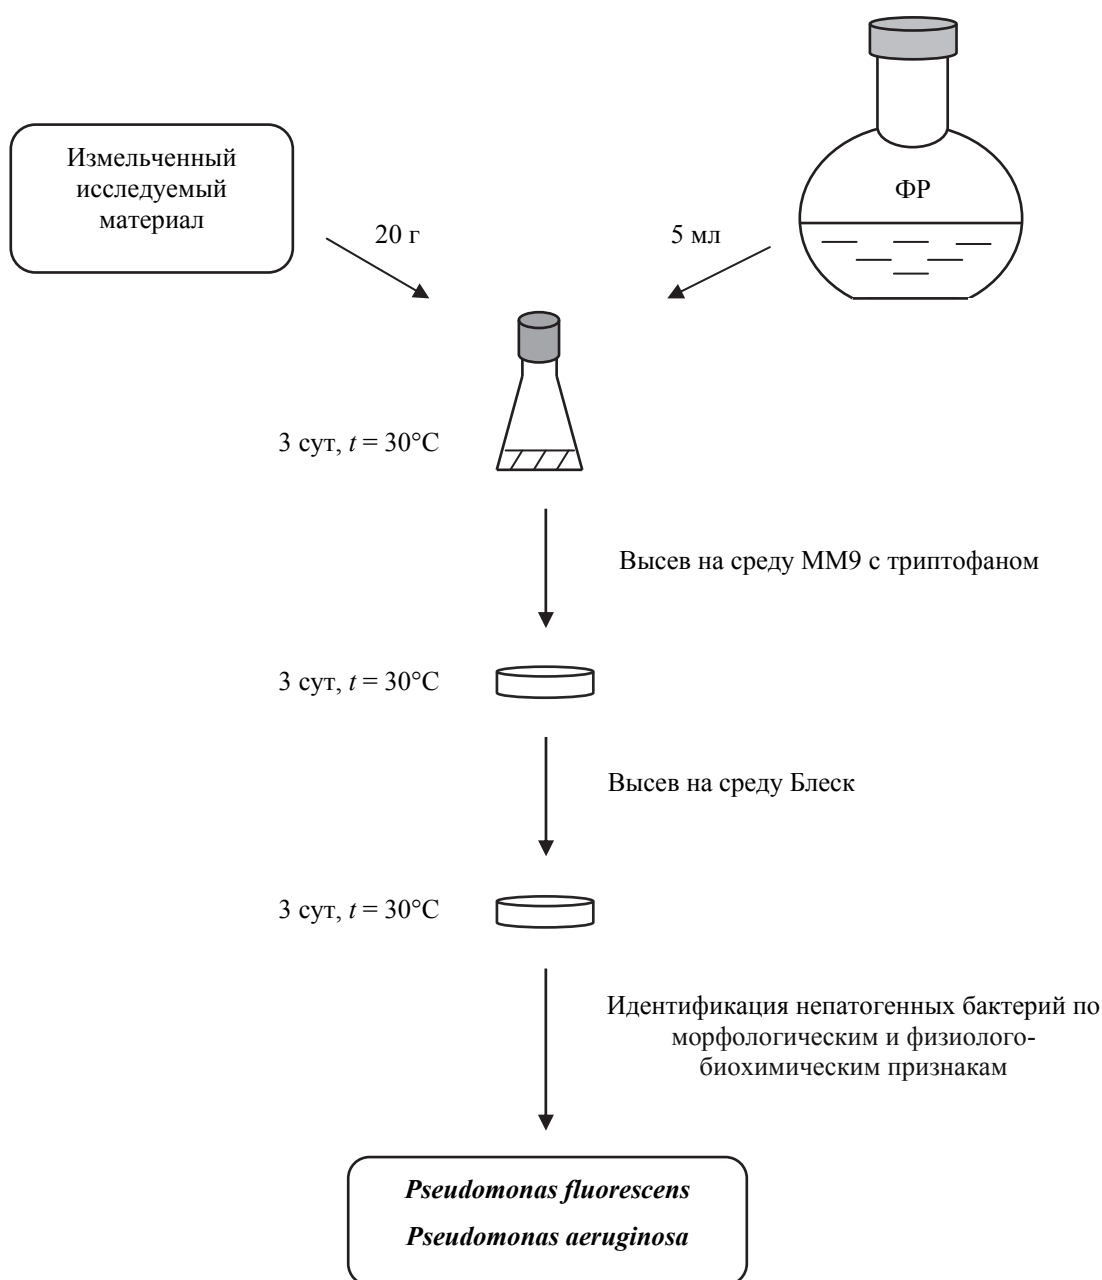 Измельченный
исследуемый
материал
ФР
20 г
5 мл
3 сут, t = 30°C
Высев на среду ММ9 с триптофаном
3 сут, t = 30°C
Высев на среду Блеск
3 сут, t = 30°C
Идентификация непатогенных бактерий по
морфологическим и физиолого-
биохимическим признакам
Pseudomonas fluorescens
Pseudomonas aeruginosa